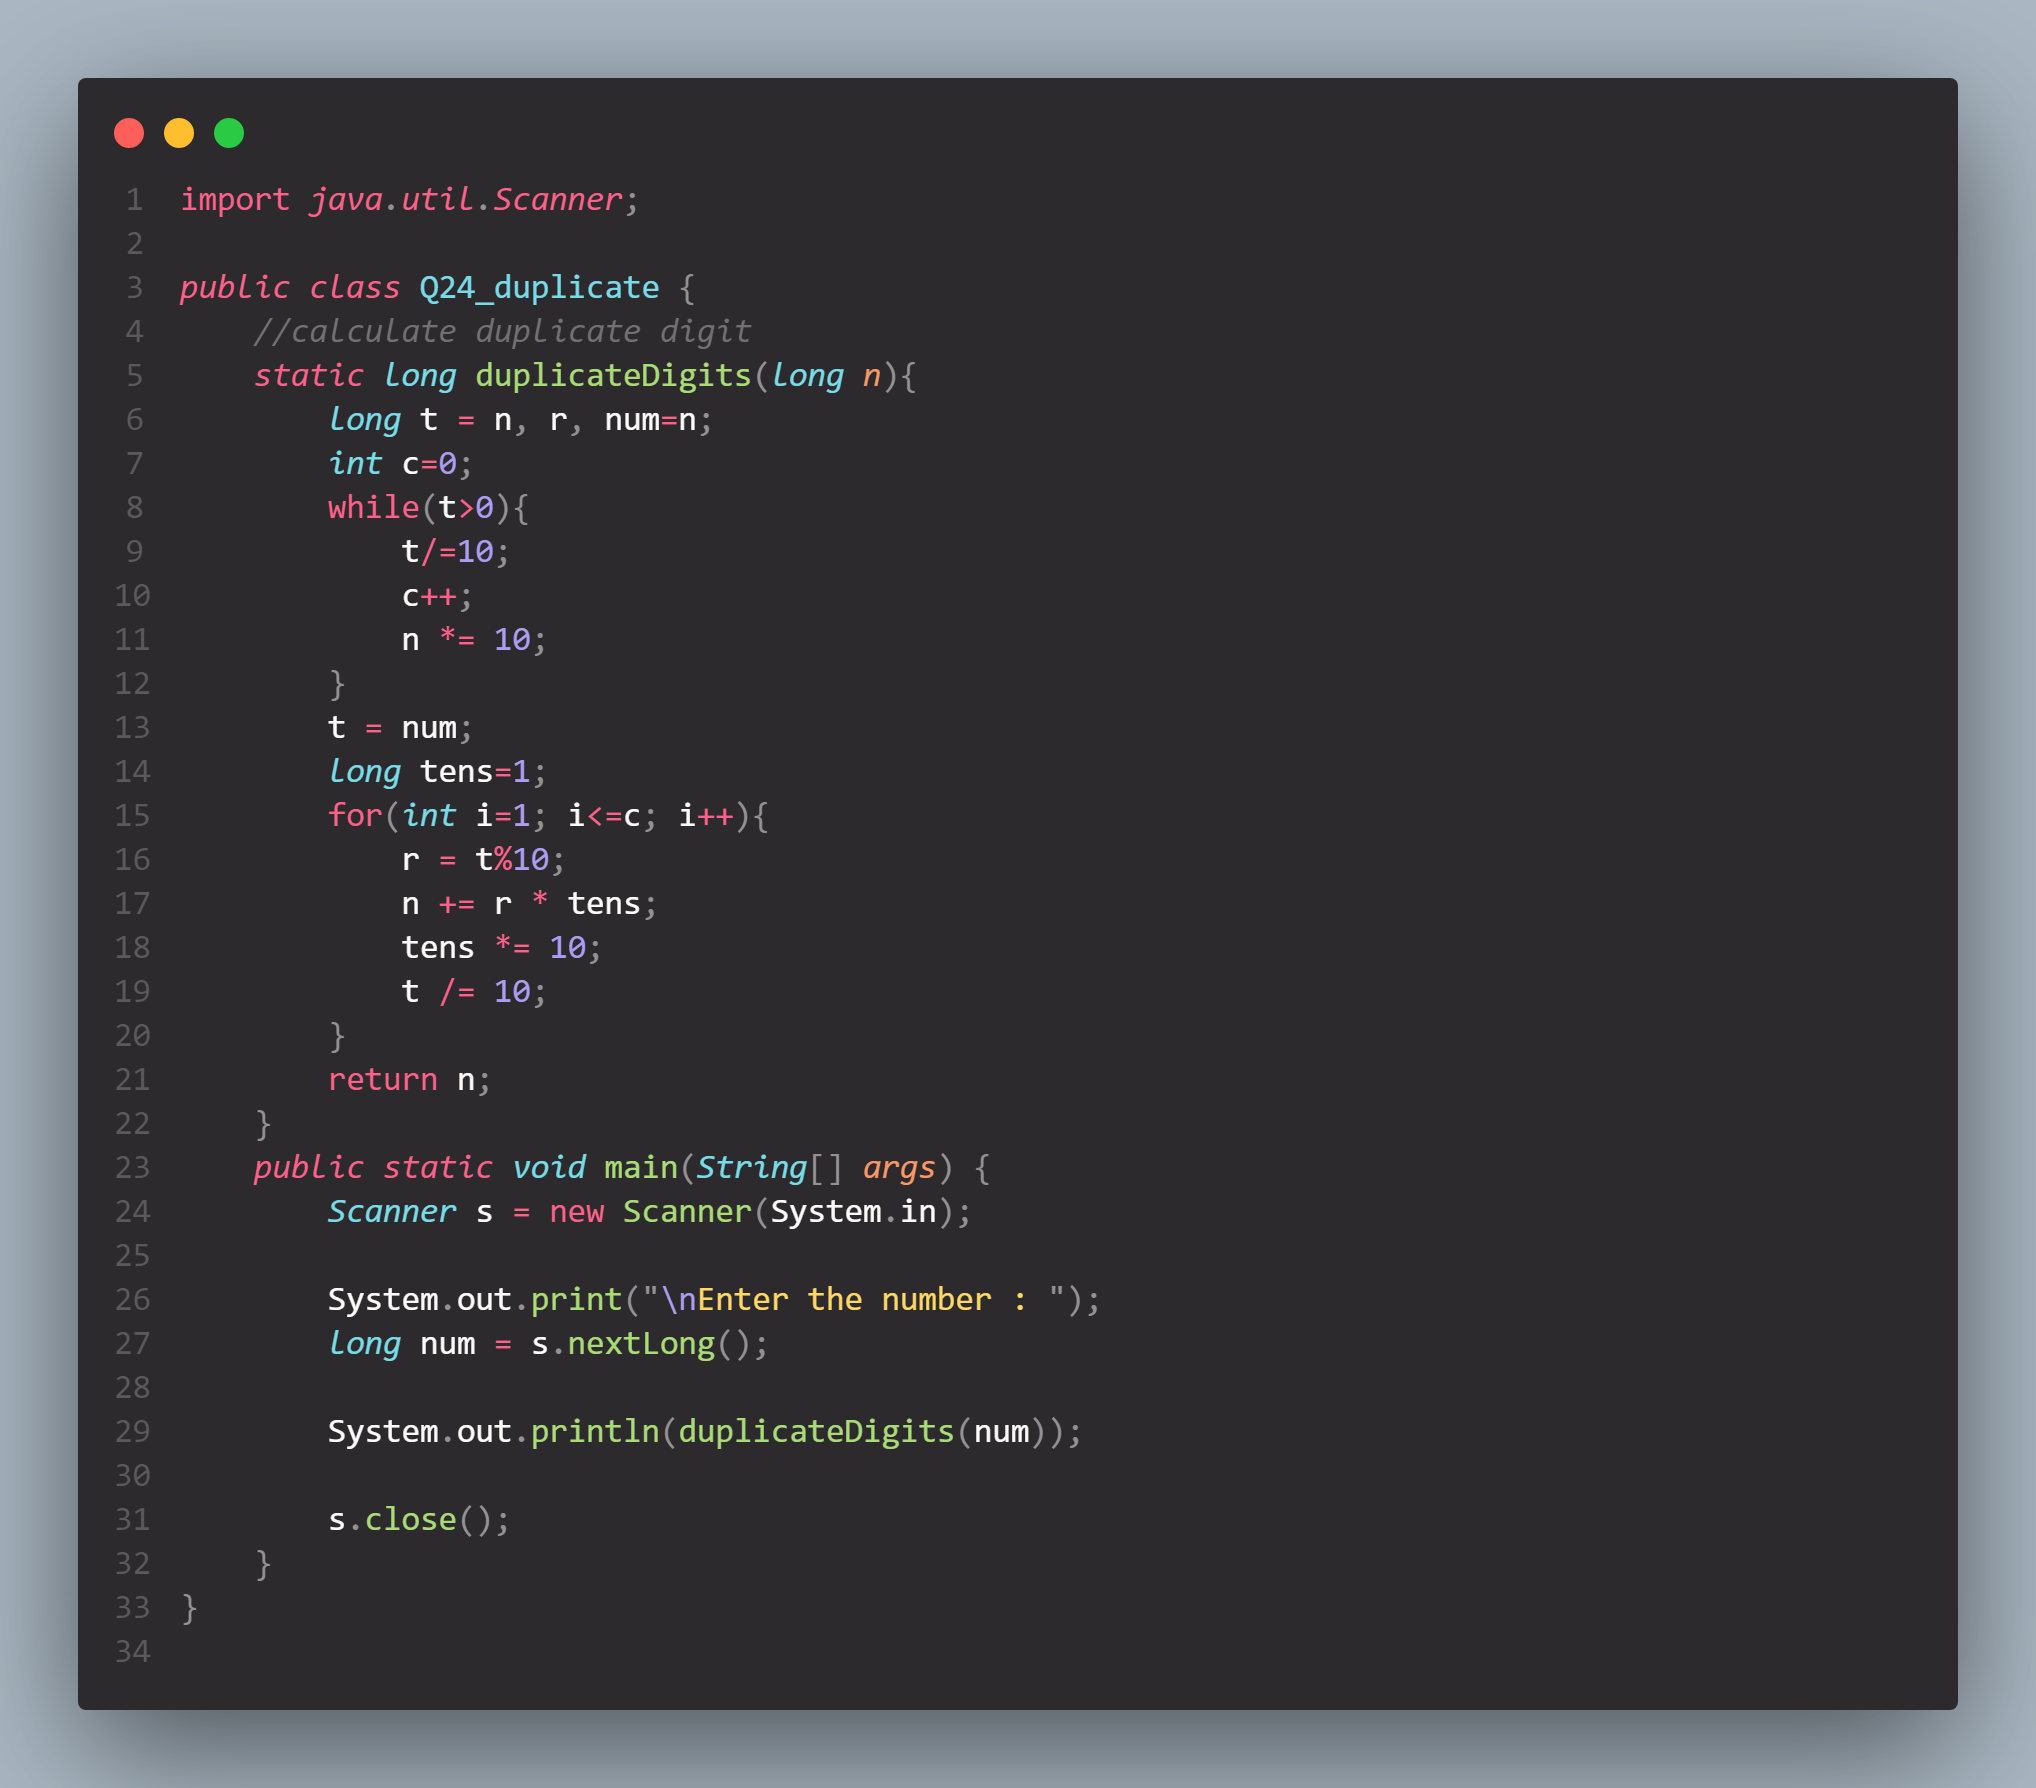 1 import java.util.Scanner;
2
3 public class Q24_duplicate {
4     //calculate duplicate digit
5     static long duplicateDigits(long n){
6         long t = n, r, num=n;
7         int c=0;
8         while(t>0){
9             t/=10;
10             c++;
11             n *= 10;
12         }
13         t = num;
14         long tens=1;
15         for(int i=1; i<=c; i++){
16             r = t%10;
17             n += r * tens;
18             tens *= 10;
19             t /= 10;
20         }
21         return n;
22     }
23     public static void main(String[] args) {
24         Scanner s = new Scanner(System.in);
25
26         System.out.print("\nEnter the number : ");
27         long num = s.nextLong();
28
29         System.out.println(duplicateDigits(num));
30
31         s.close();
32     }
33 }
34